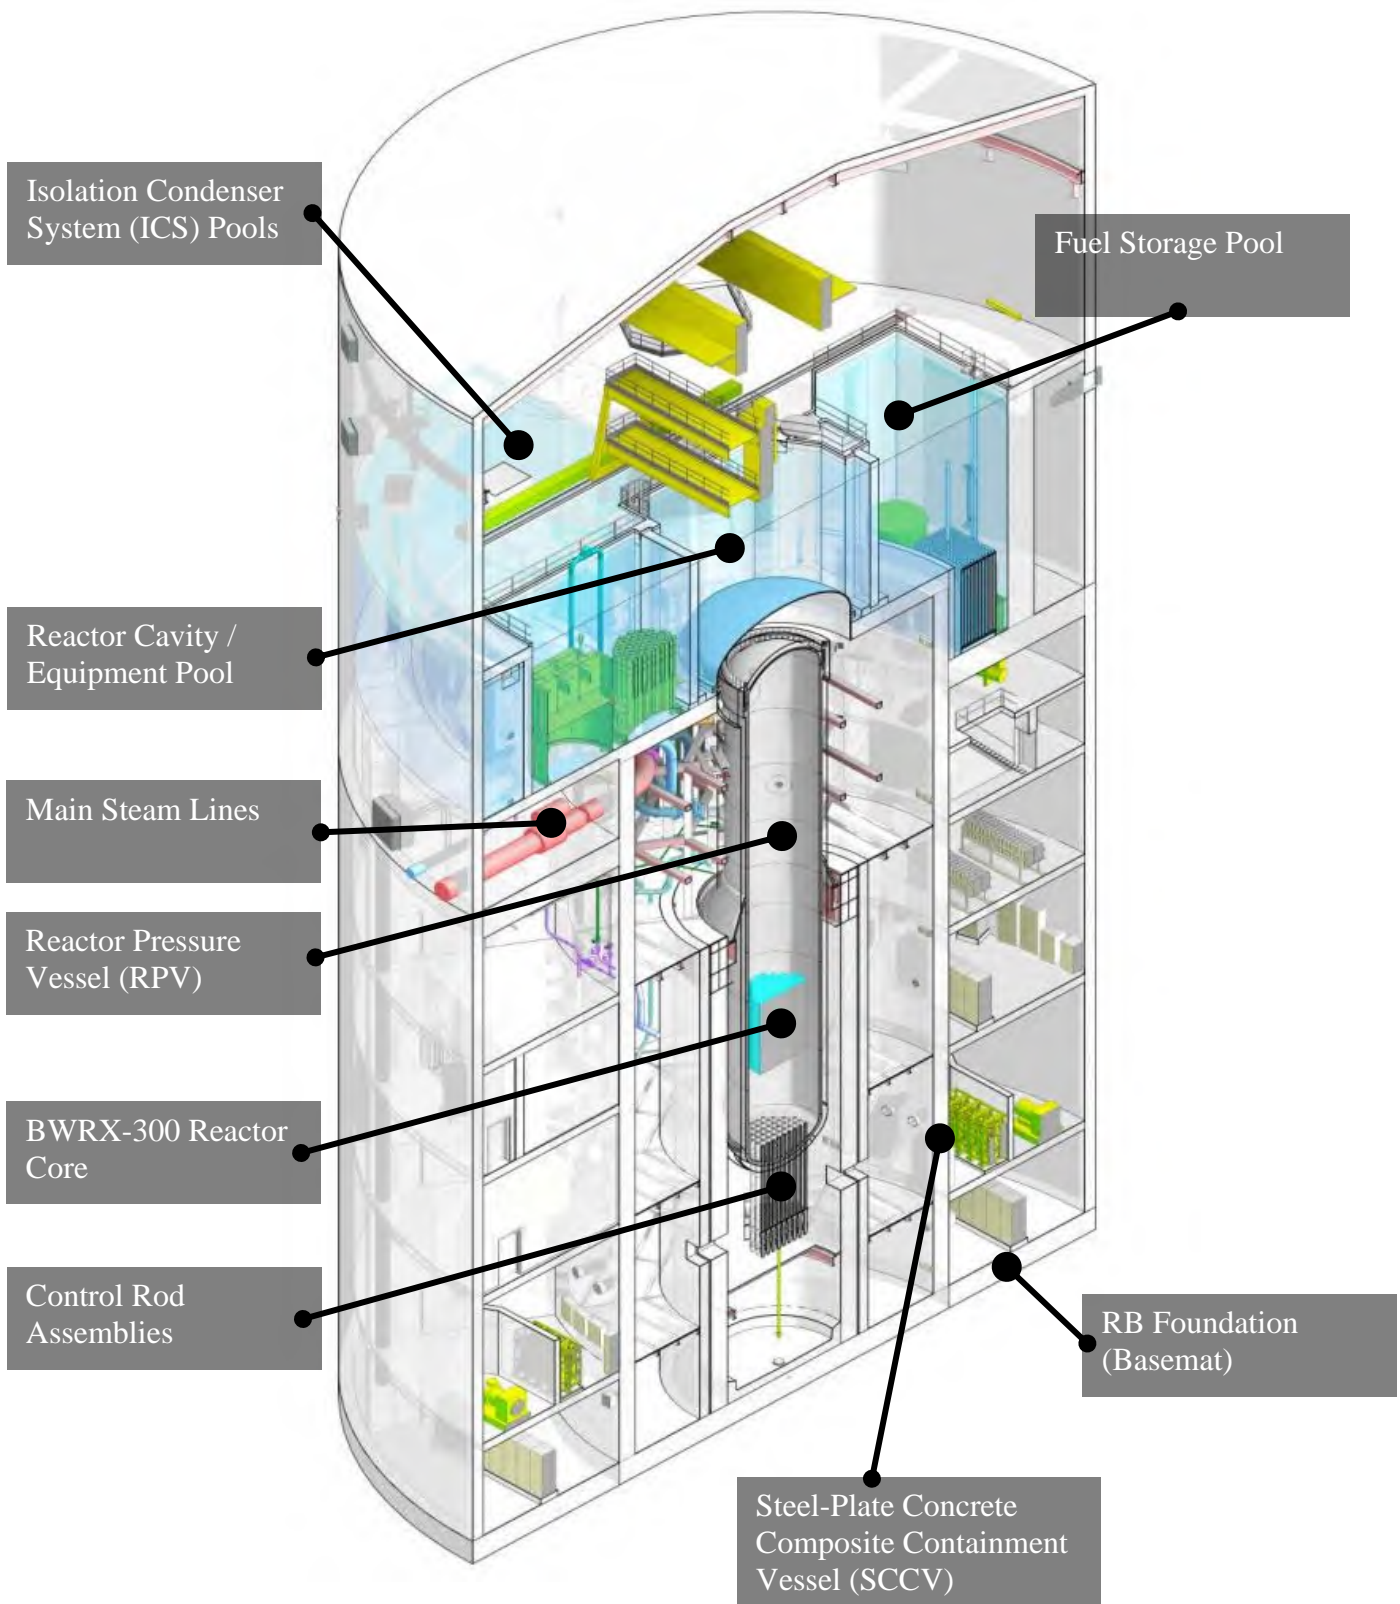 Isolation Condenser
System (ICS) Pools
Fuel Storage Pool
Reactor Cavity /
Equipment Pool
Main Steam Lines
Reactor Pressure
Vessel (RPV)
BWRX-300 Reactor
Core
Control Rod
Assemblies
RB Foundation
(Basemat)
Steel-Plate Concrete
Composite Containment
Vessel (SCCV)